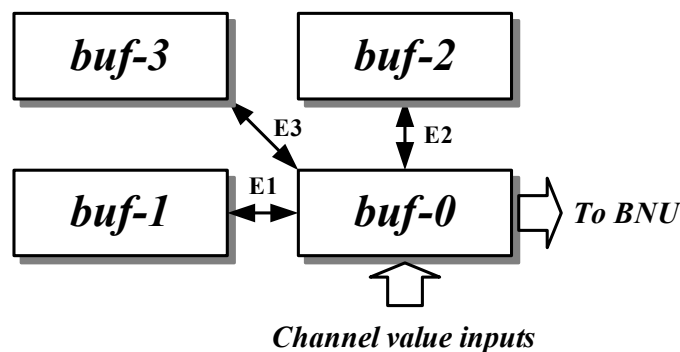 buf-3
buf-2
E3
E2
buf-1
E1
buf-0
To BNU
Channel value inputs